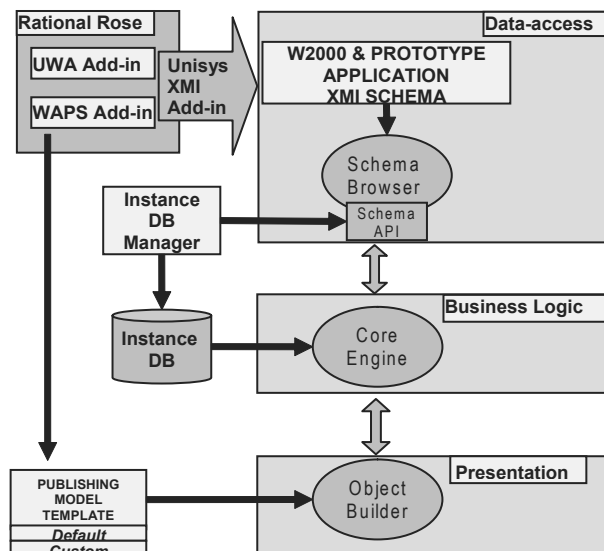 Rational Rose
UWA Add-in
WAPS Add-in
Unisys
XMI
Add-in
Data-access
W2000 & PROTOTYPE
APPLICATION
XMI SCHEMA
Schema
Browser
Schema
API
Instance
DB
Manager
Business Logic
Instance
DB
Core
Engine
Presentation
PUBLISHING
MODEL
TEMPLATE
Default
Custom
Object
Builder